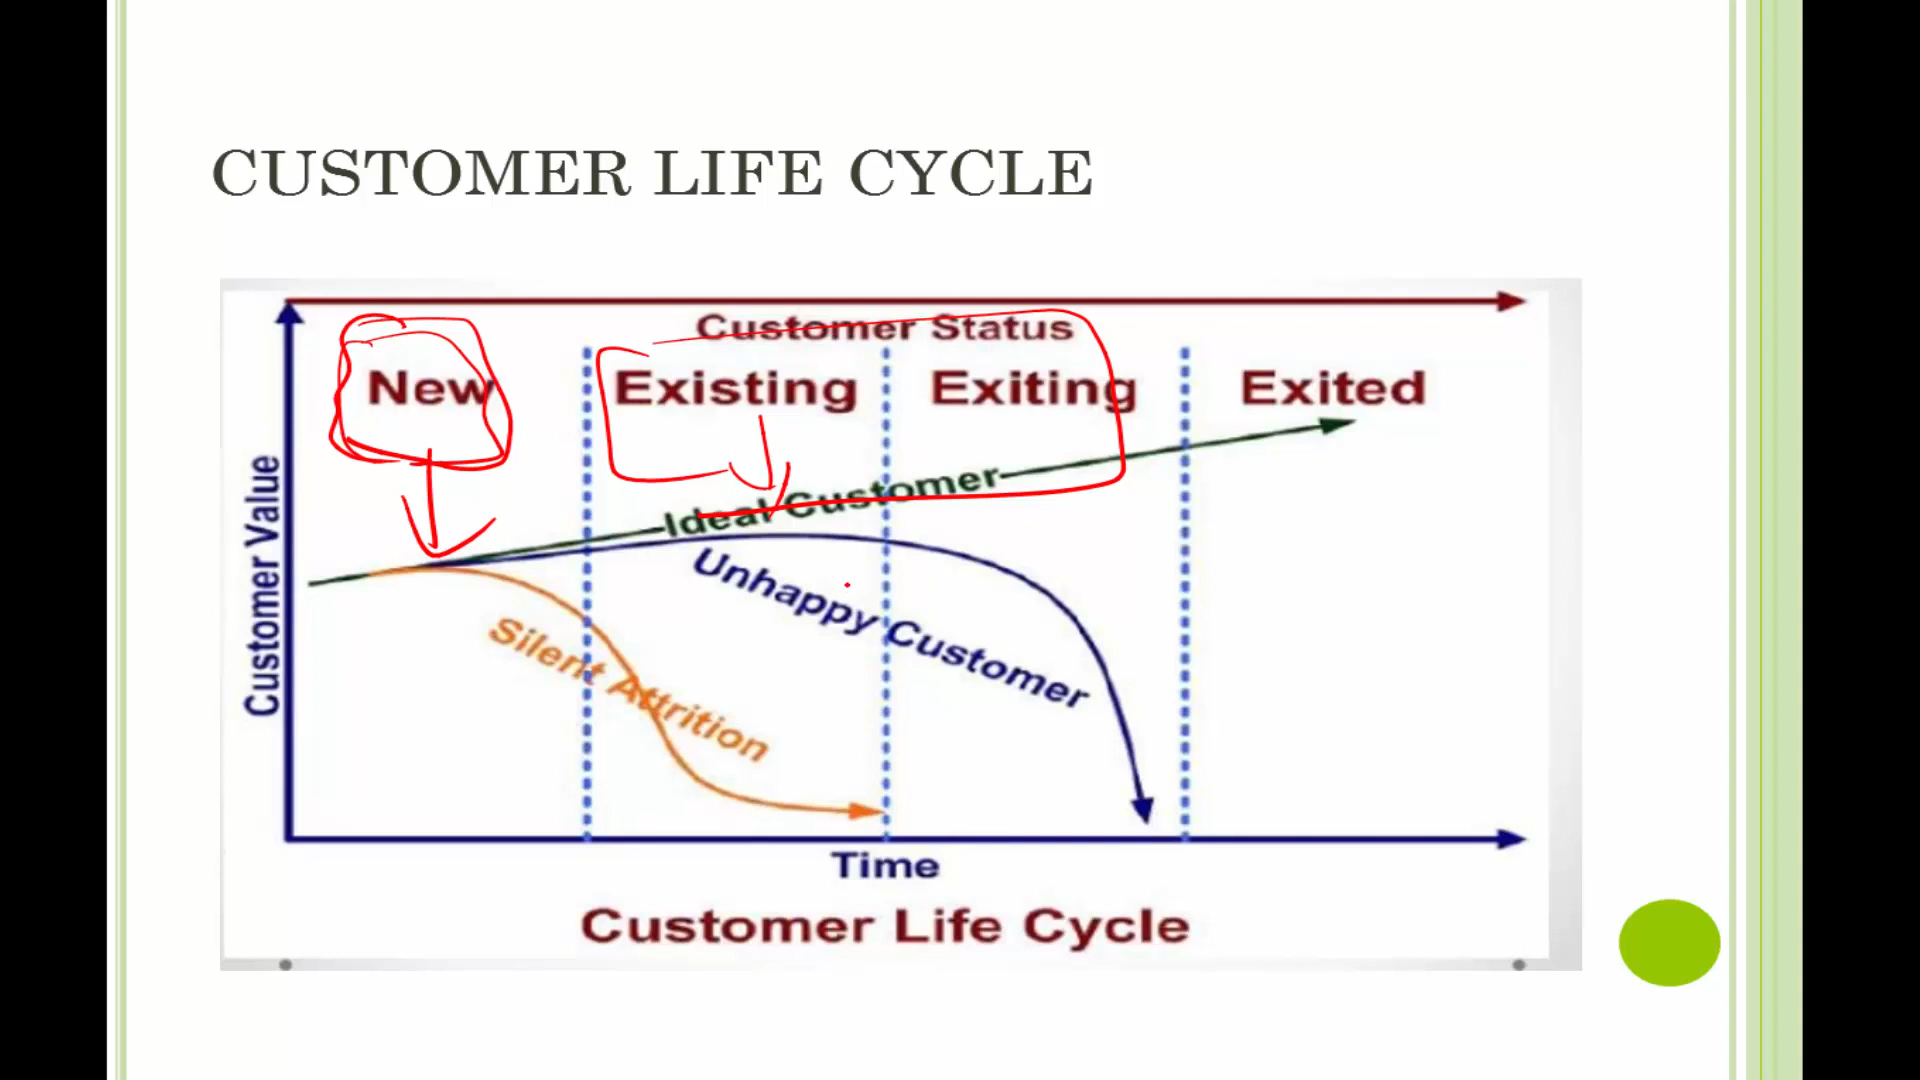 CUSTOMER LIFE CYCLE
Customer Status
New Existing Exiting Exited
Customer Value
Ideal Customer
Unhappy Customer
Silent Attrition
Time
Customer Life Cycle